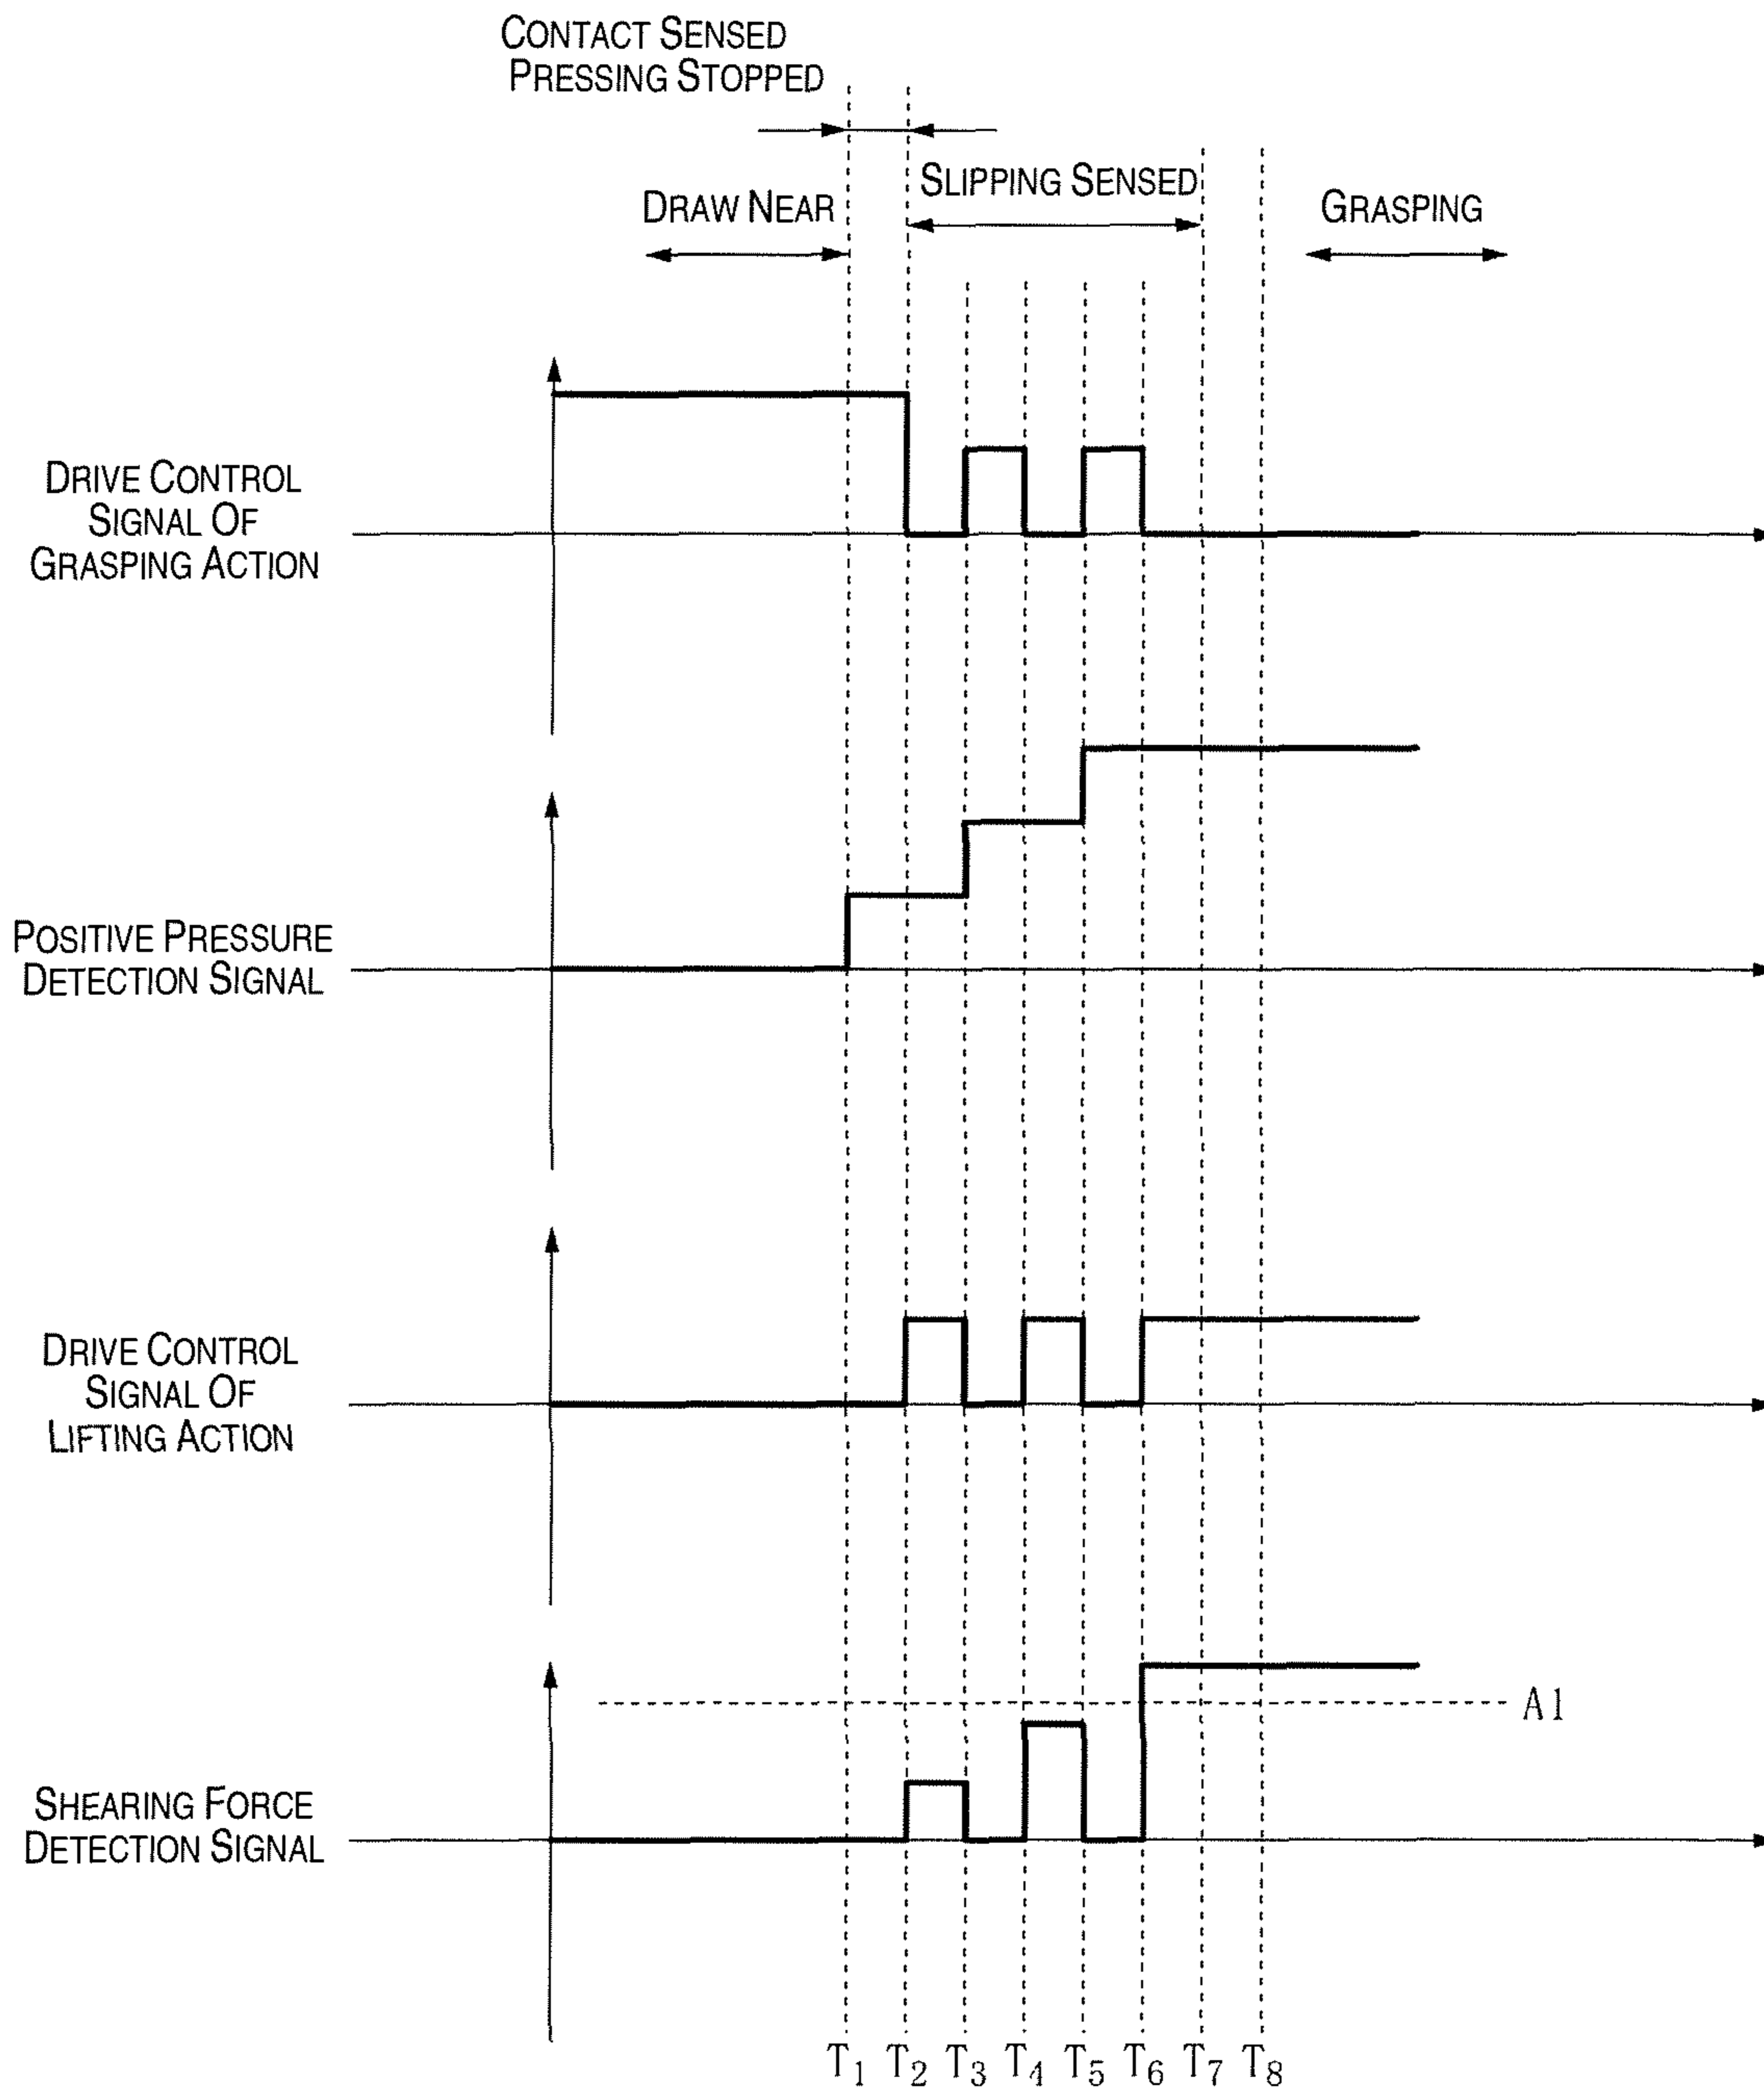 CONTACT SENSED
PRESSING STOPPED
DRAW NEAR
SLIPPING SENSED
GRASPING
DRIVE CONTROL
SIGNAL OF
GRASPING ACTION
POSITIVE PRESSURE
DETECTION SIGNAL
DRIVE CONTROL
SIGNAL OF
LIFTING ACTION
A1
SHEARING FORCE
DETECTION SIGNAL
T1 T2 T3 T4 T5 T6 T7 T8